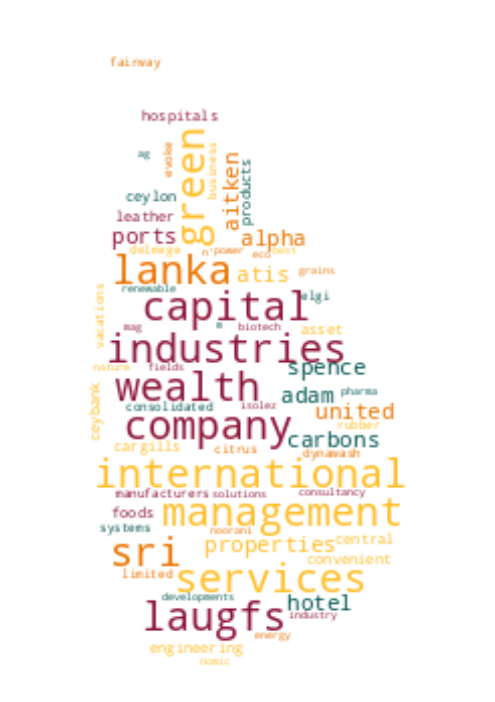 fairway
hospitals
green
ag
evoke
business
aitken
products
ceylon
leather
ports
alpha
delmege
n'power
eco
best
lanka
atis
grains
renewable
elgi
vacations
capital
mag
m
biotech
asset
industries
nature
fields
spence
wealth
adam
pharma
ceybank
consolidated
isolez
united
company
rubber
carbons
cargills
citrus
dynawash
international
manufacturers
solutions
consultancy
foods
management
systems
noorani
central
properties
sri
convenient
limited
services
developments
hotel
laugfs
industry
energy
engineering
nomic